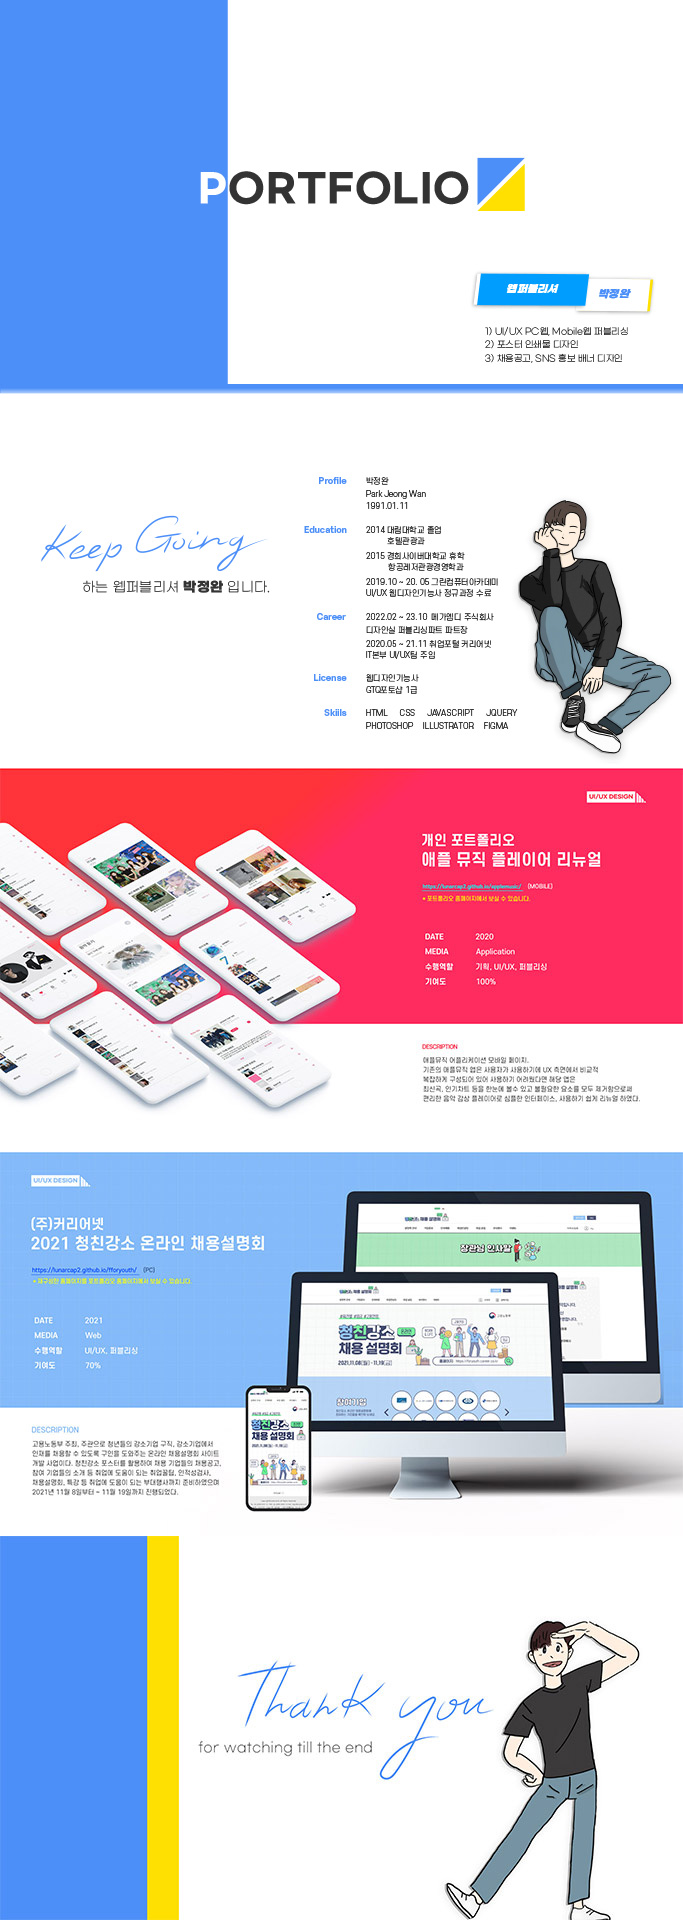 PORTFOLIO
웹퍼블리셔
박정완
1) UI/UX PC웹, Mobile웹 퍼블리싱
2) 포스터 인쇄물 디자인
3) 채용공고, SNS 홍보 배너 디자인
Keep Going
하는 웹퍼블리셔 박정완 입니다.
Profile
박정완
Park Jeong Wan
1991.01.11
Education
2014 대림대학교 졸업
호텔관광과
2015 경희사이버대학교 휴학
항공레저관광경영학과
2019.10 ~ 20. 05 그린컴퓨터아카데미
UI/UX 웹디자인기능사 정규과정 수료
Career
2022.02 ~ 23.10 메가엠디 주식회사
디자인실 퍼블리싱파트 파트장
2020.05 ~ 21.11 취업포털 커리어넷
IT본부 UI/UX팀 주임
License
웹디자인기능사
GTQ포토샵 1급
Skills
HTML CSS JAVASCRIPT JQUERY
PHOTOSHOP ILLUSTRATOR FIGMA
UI/UX DESIGN
개인 포트폴리오
애플 뮤직 플레이어 리뉴얼
https://lunarcap2.github.io/applemusic/ (MOBILE)
* 포트폴리오 홈페이지에서 보실 수 있습니다.
DATE 2020
MEDIA Application
수행역할 기획, UI/UX, 퍼블리싱
기여도 100%
DESCRIPTION
애플뮤직 어플리케이션 모바일 페이지.
기존의 애플뮤직 앱은 사용자가 사용하기에 UX 측면에서 비교적
복잡하게 구성되어 있어 사용하기 어려웠다면 해당 앱은
최신곡, 인기차트 등을 한눈에 볼수 있고 불필요한 요소를 모두 제거함으로써
편리한 음악 감상 플레이어로 심플한 인터페이스, 사용하기 쉽게 리뉴얼 하였다.
UI/UX DESIGN
(주)커리어넷
2021 청친강소 온라인 채용설명회
https://lunarcap2.github.io/fforyouth/ (PC)
* 재구성한 홈페이지를 포트폴리오 홈페이지에서 보실 수 있습니다.
DATE 2021
MEDIA Web
수행역할 UI/UX, 퍼블리싱
기여도 70%
장관님 인사말
청친강소
채용 설명회
2021.11.08(월) - 11.19(금)
참여기업
청친강소
채용 설명회
DESCRIPTION
고용노동부 주최, 주관으로 청년들의 강소기업 구직, 강소기업에서
인재를 채용할 수 있도록 구인을 도와주는 온라인 채용설명회 사이트
개발 사업이다. 청친강소 포스터를 활용하여 채용 기업들의 채용공고,
참여 기업들의 소개 등 취업에 도움이 되는 취업꿀팁, 인적성검사,
채용설명회, 특강 등 취업에 도움이 되는 부대행사까지 준비하였으며
2021년 11월 8일부터 ~ 11월 19일까지 진행되었다.
Thank you
for watching till the end